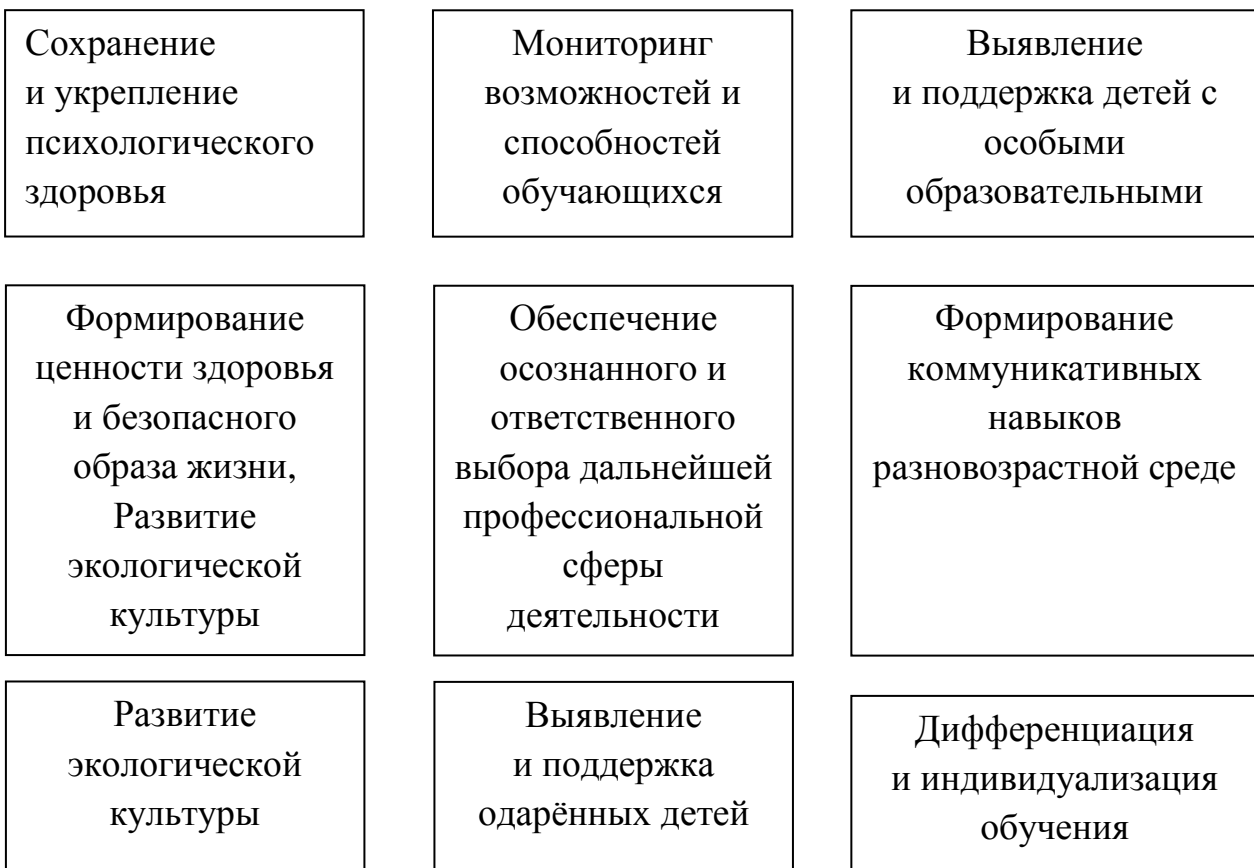 Сохранение
и укрепление
психологического
здоровья
Мониторинг
возможностей и
способностей
обучающихся
Выявление
и поддержка детей с
особыми
образовательными
Формирование
ценности здоровья
и безопасного
образа жизни,
Развитие
экологической
культуры
Обеспечение
осознанного и
ответственного
выбора дальнейшей
профессиональной
сферы
деятельности
Формирование
коммуникативных
навыков
разновозрастной среде
Развитие
экологической
культуры
Выявление
и поддержка
одарённых детей
Дифференциация
и индивидуализация
обучения